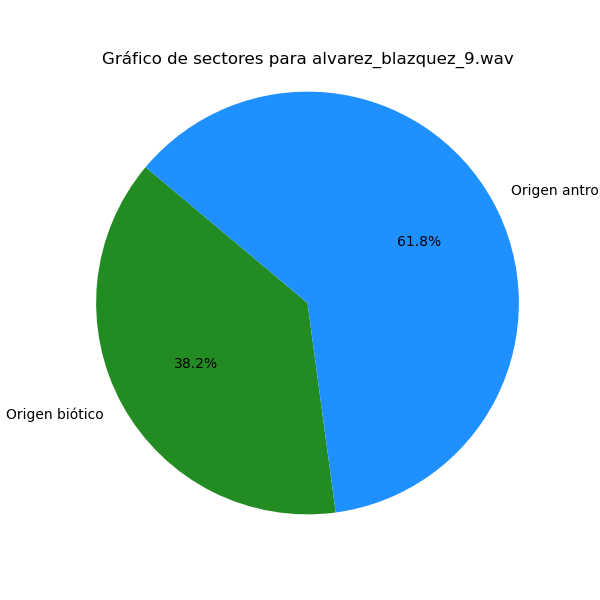 Gráfico de sectores para alvarez_blazquez_9.wav
Origen antro
61.8%
38.2%
Origen biótico